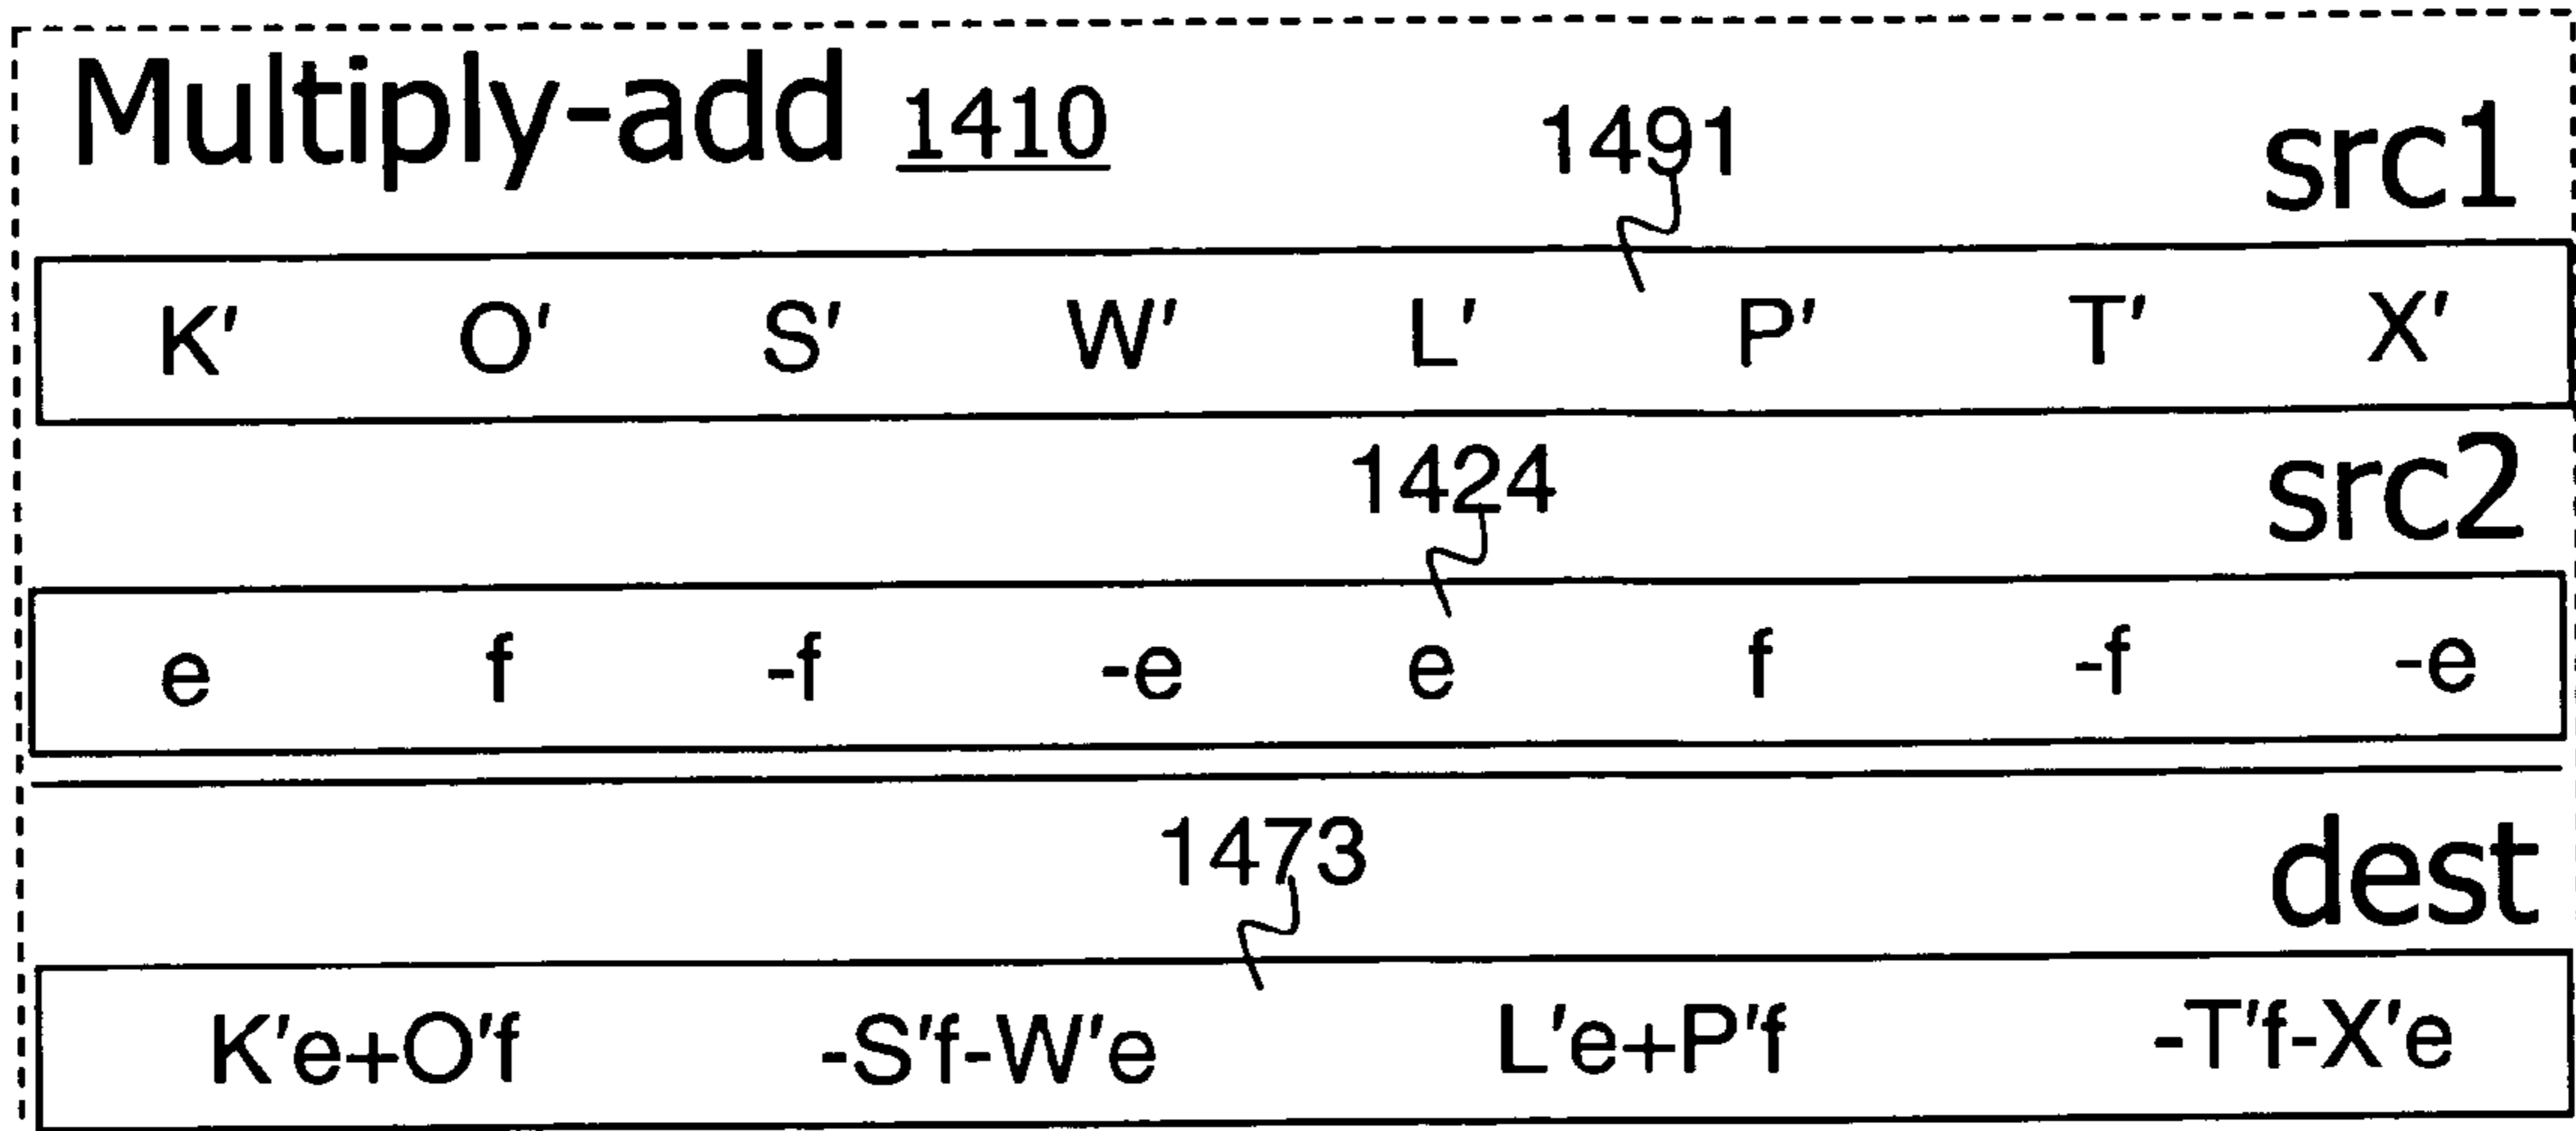 Multiply-add 1410 1491 src1
K' O' S' W' L' P' T' X'
1424 src2
e f -f -e e f -f -e
1473 dest
K'e+O'f -S'f-W'e L'e+P'f -T'f-X'e